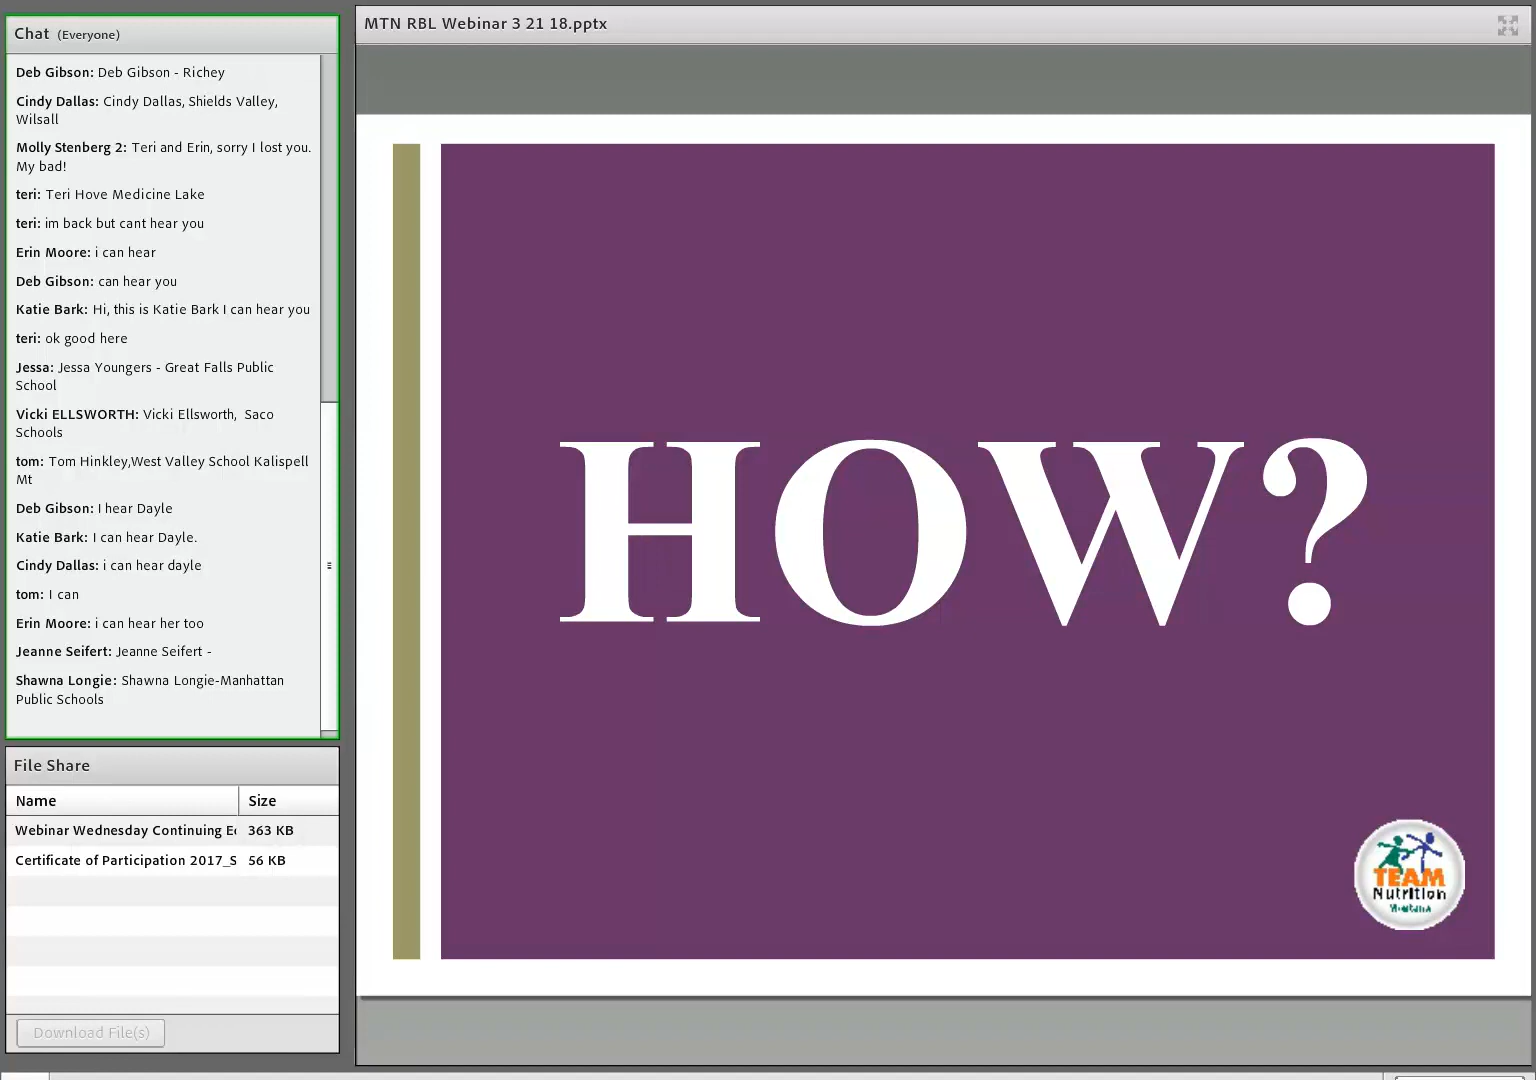 Chat (Everyone)
Deb Gibson: Deb Gibson - Richey
Cindy Dallas: Cindy Dallas, Shields Valley,
Wilsall
Molly Stenberg 2: Teri and Erin, sorry I lost you.
My bad!
teri: Teri Hove Medicine Lake
teri: im back but cant hear you
Erin Moore: i can hear
Deb Gibson: can hear you
Katie Bark: Hi, this is Katie Bark I can hear you
teri: ok good here
Jessa: Jessa Youngers - Great Falls Public
School
Vicki ELLSWORTH: Vicki Ellsworth, Saco
Schools
tom: Tom Hinkley,West Valley School Kalispell
Mt
Deb Gibson: I hear Dayle
Katie Bark: I can hear Dayle.
Cindy Dallas: i can hear dayle
tom: I can
Erin Moore: i can hear her too
Jeanne Seifert: Jeanne Seifert -
Shawna Longie: Shawna Longie-Manhattan
Public Schools
File Share
Name Size
Webinar Wednesday Continuing Ec 363 KB
Certificate of Participation 2017_S 56 KB
Download File(s)
MTN RBL Webinar 3 21 18.pptx
HOW?
TEAM
Nutrition
Montana